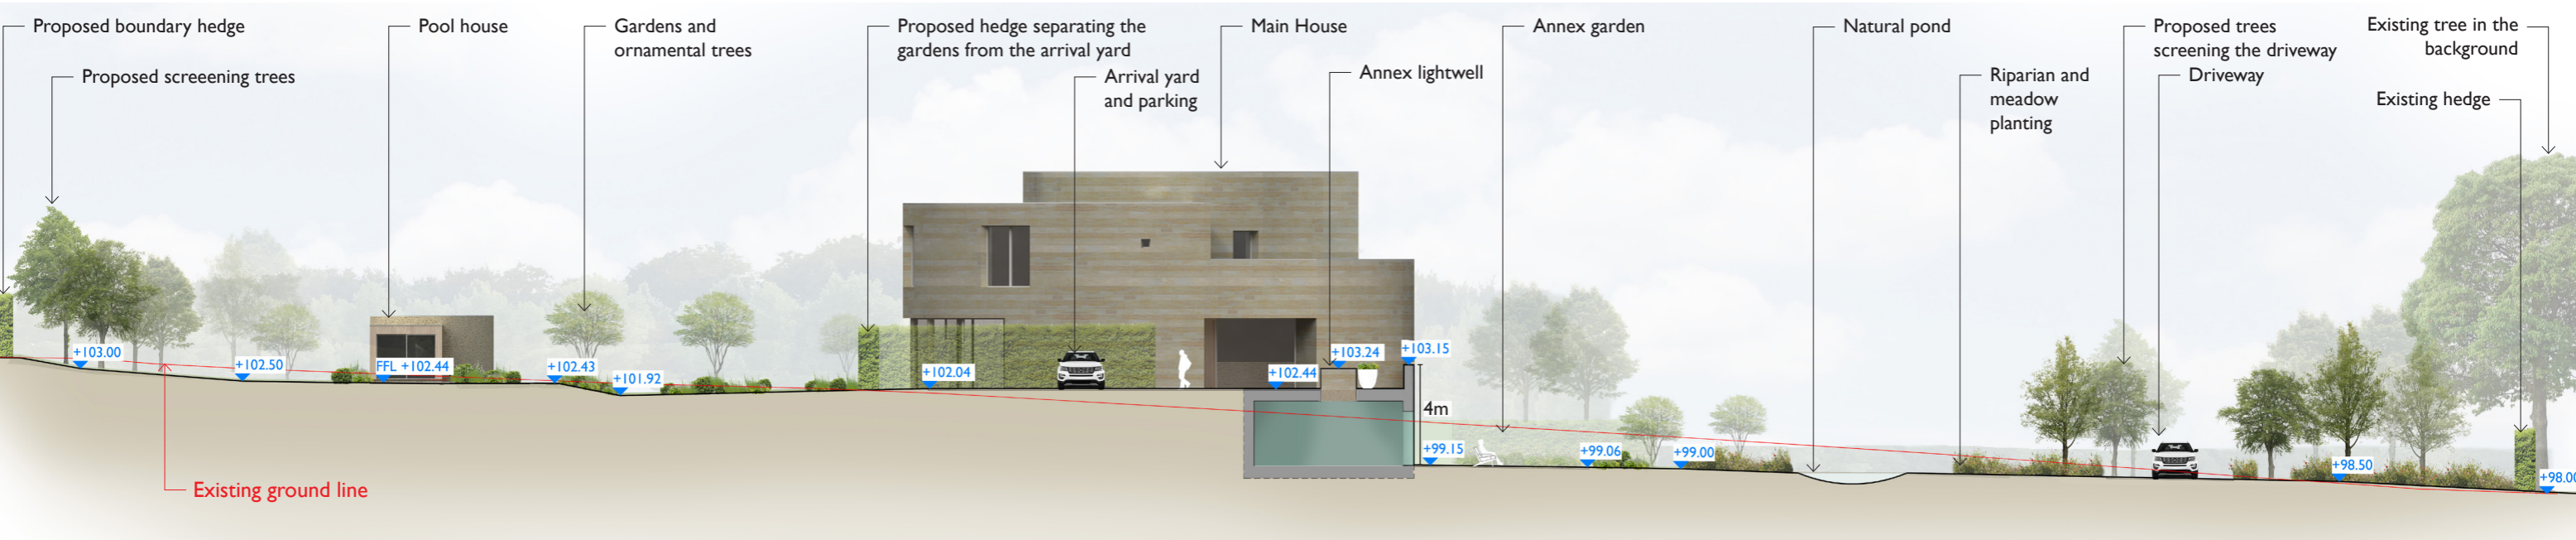 Proposed boundary hedge
Proposed screeening trees
Pool house
Gardens and
ornamental trees
Proposed hedge separating the
gardens from the arrival yard
Arrival yard
and parking
Main House
Annex lightwell
Annex garden
Natural pond
Riparian and
meadow
planting
Proposed trees
screening the driveway
Driveway
Existing tree in the
background
Existing hedge
+103.00
+102.50
FFL +102.44
+102.43
+101.92
+102.04
+102.44
+103.24
+103.15
4m
+99.15
+99.06
+99.00
+98.50
+98.00
Existing ground line